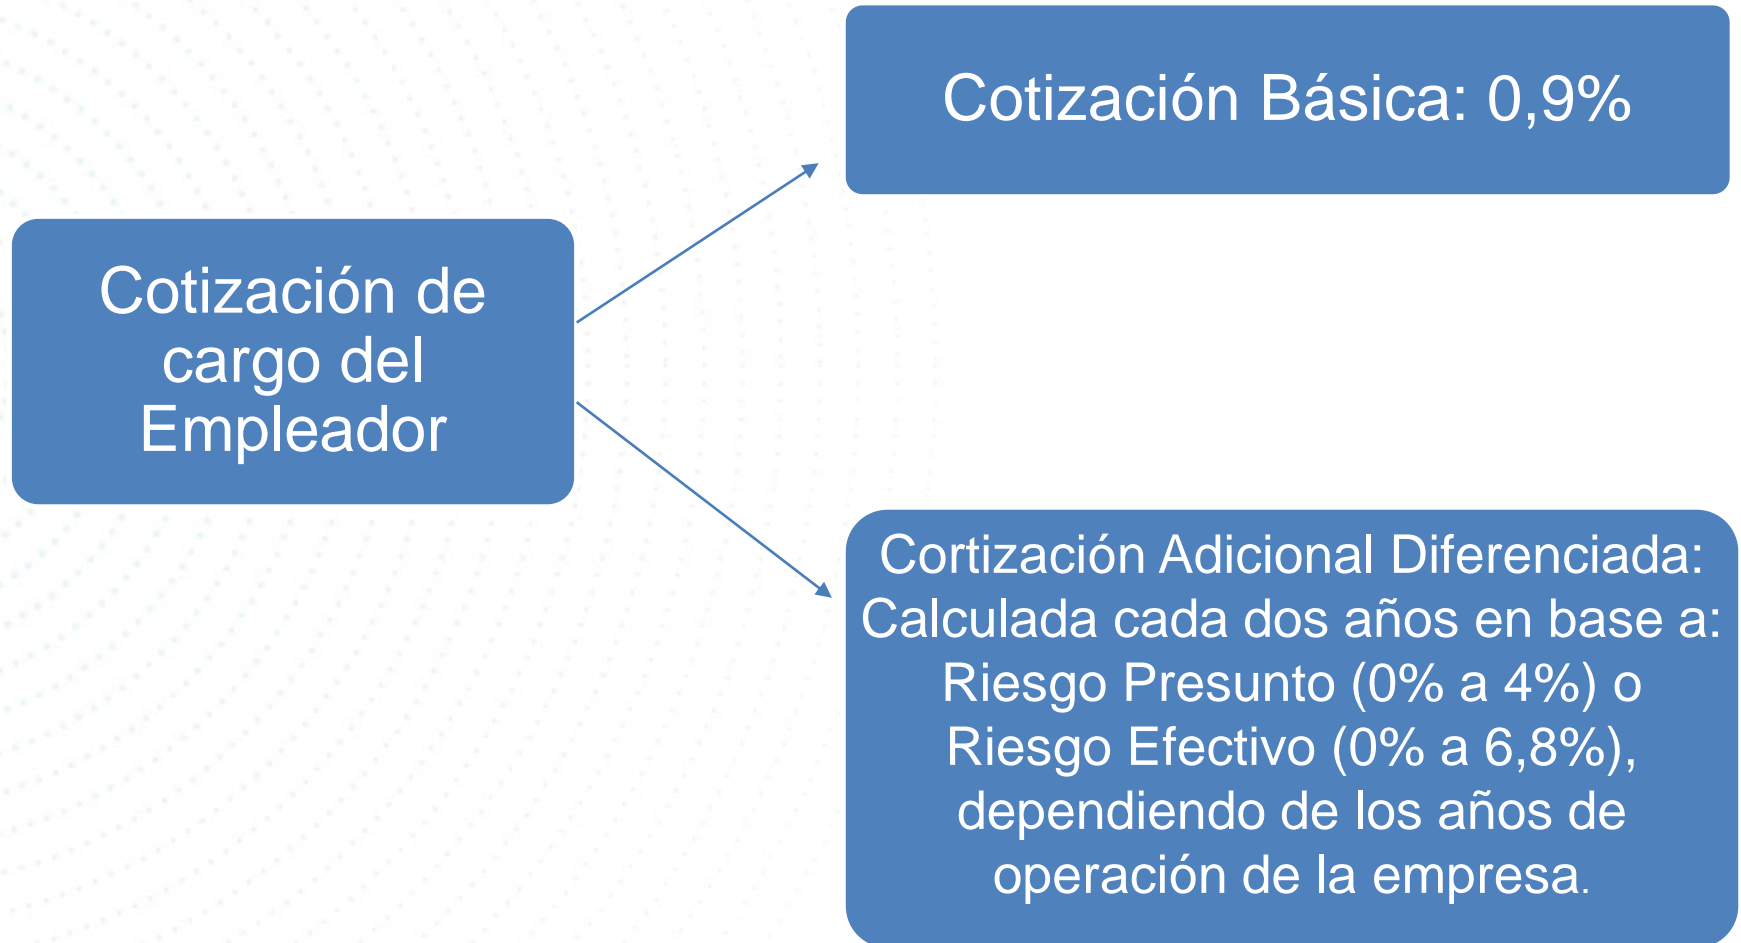 Cotización Básica: 0,9%
Cotización de
cargo del
Empleador
Cortización Adicional Diferenciada:
Calculada cada dos años en base a:
Riesgo Presunto (0% a 4%) o
Riesgo Efectivo (0% a 6,8%),
dependiendo de los años de
operación de la empresa.